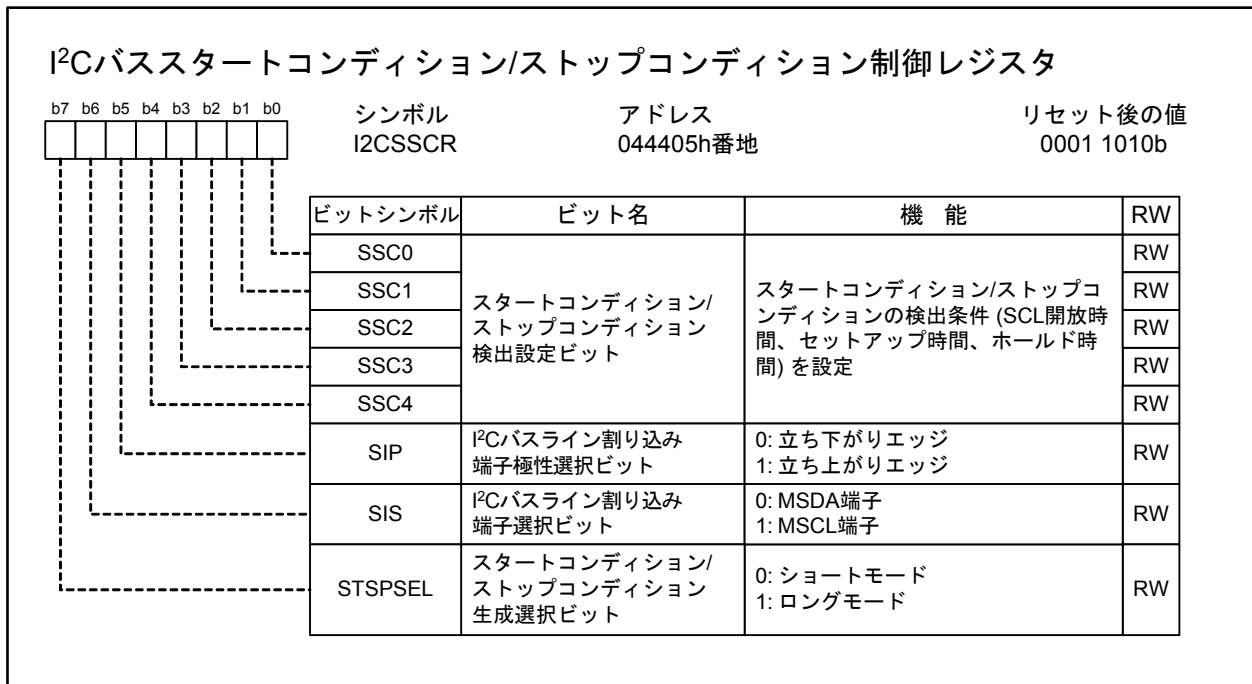 I²Cバススタートコンディション/ストップコンディション制御レジスタ
b7 b6 b5 b4 b3 b2 b1 b0
シンボル アドレス リセット後の値
I2CSSCR 044405h番地 0001 1010b
ビットシンボル ビット名 機 能 RW
SSC0 RW
SSC1 RW
SSC2 RW
SSC3 RW
SSC4 RW
スタートコンディション/
ストップコンディション
検出設定ビット
スタートコンディション/ストップコ
ンディションの検出条件 (SCL開放時
間、セットアップ時間、ホールド時
間) を設定
SIP
I²Cバスライン割り込み
端子極性選択ビット
0: 立ち下がりエッジ
1: 立ち上がりエッジ
RW
SIS
I²Cバスライン割り込み
端子選択ビット
0: MSDA端子
1: MSCL端子
RW
STSPSEL
スタートコンディション/
ストップコンディション
生成選択ビット
0: ショートモード
1: ロングモード
RW